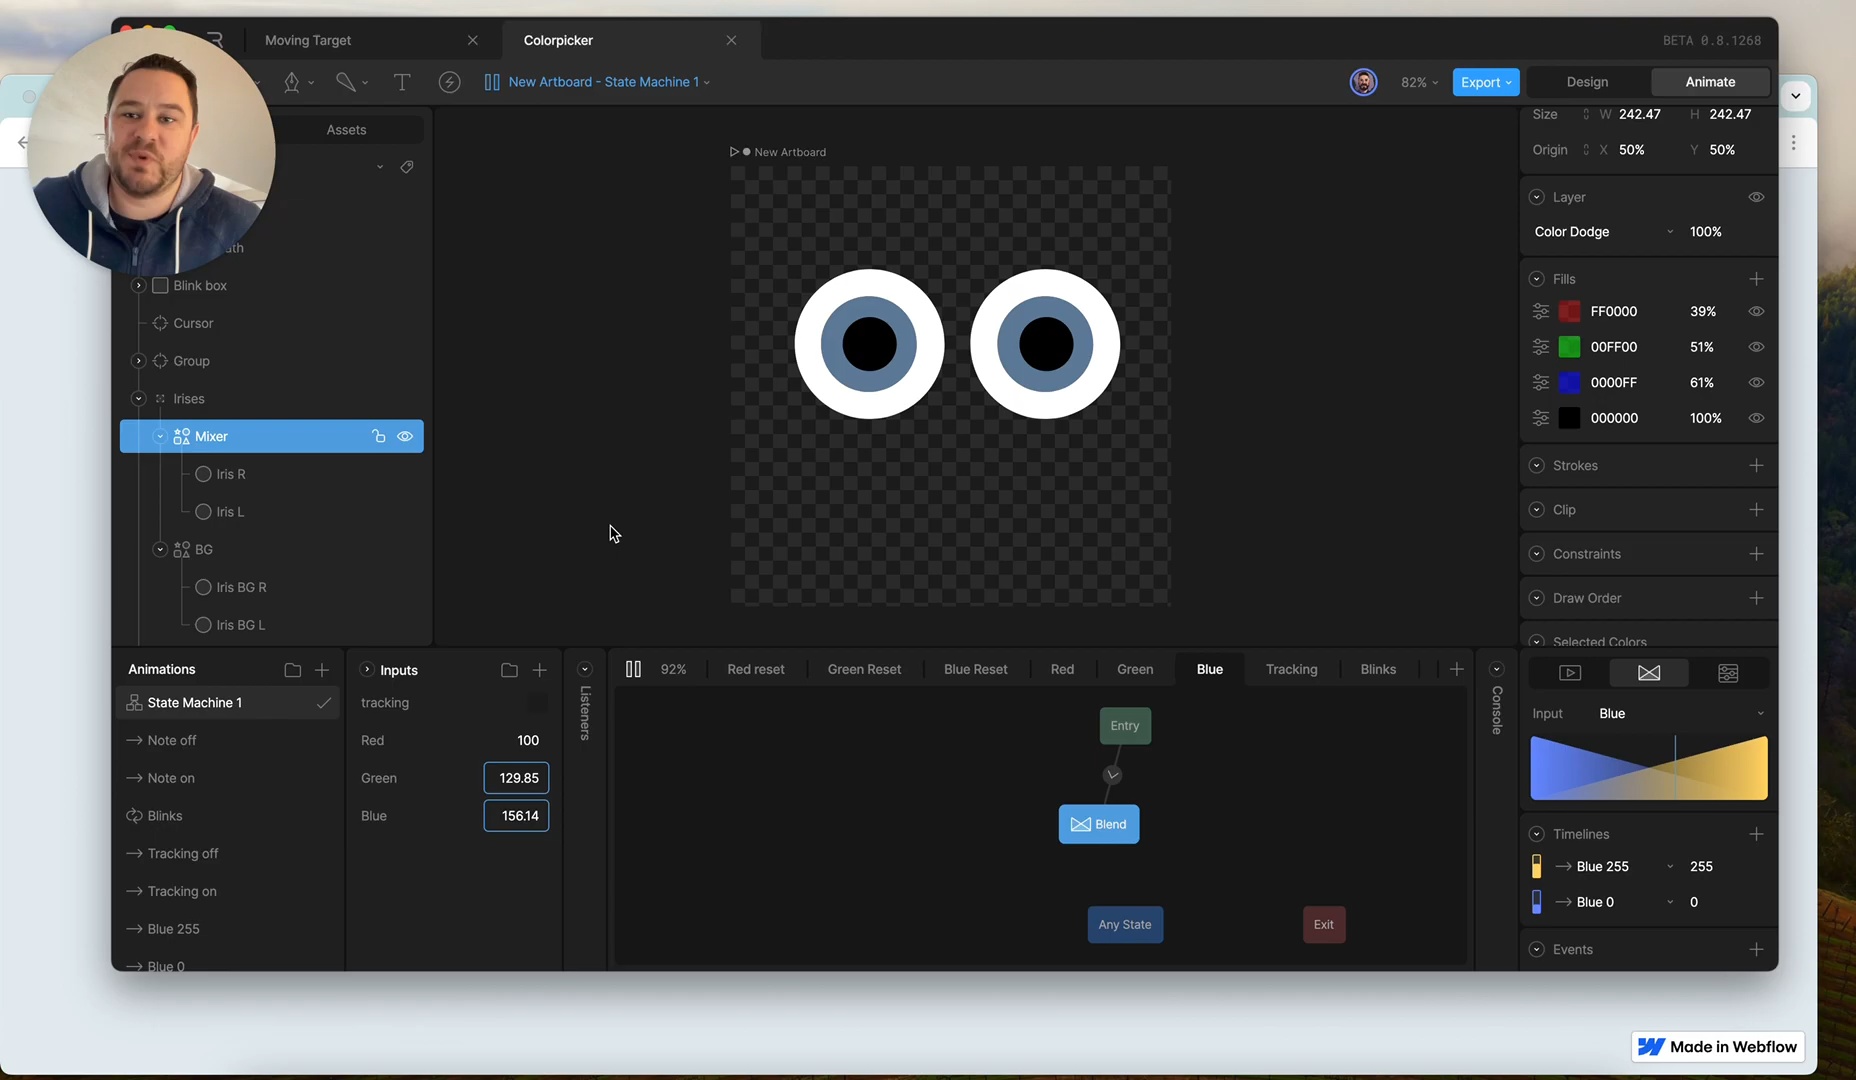 Moving Target
Colorpicker
BETA 0.8.1268
New Artboard - State Machine 1
82%
Export
Design
Animate
Assets
Size W 242.47 H 242.47
Origin X 50% Y 50%
New Artboard
Layer
Color Dodge 100%
Fills
FF0000 39%
00FF00 51%
0000FF 61%
000000 100%
Strokes
Clip
Constraints
Draw Order
Selected Colors
Blink box
Cursor
Group
Irises
Mixer
Iris R
Iris L
BG
Iris BG R
Iris BG L
Animations
State Machine 1
Note off
Note on
Blinks
Tracking off
Tracking on
Blue 255
Blue 0
Inputs
tracking
Red 100
Green 129.85
Blue 156.14
Listeners
92%
Red reset
Green Reset
Blue Reset
Red
Green
Blue
Tracking
Blinks
Entry
Blend
Any State
Exit
Console
Input Blue
Timelines
Blue 255 255
Blue 0 0
Events
Made in Webflow